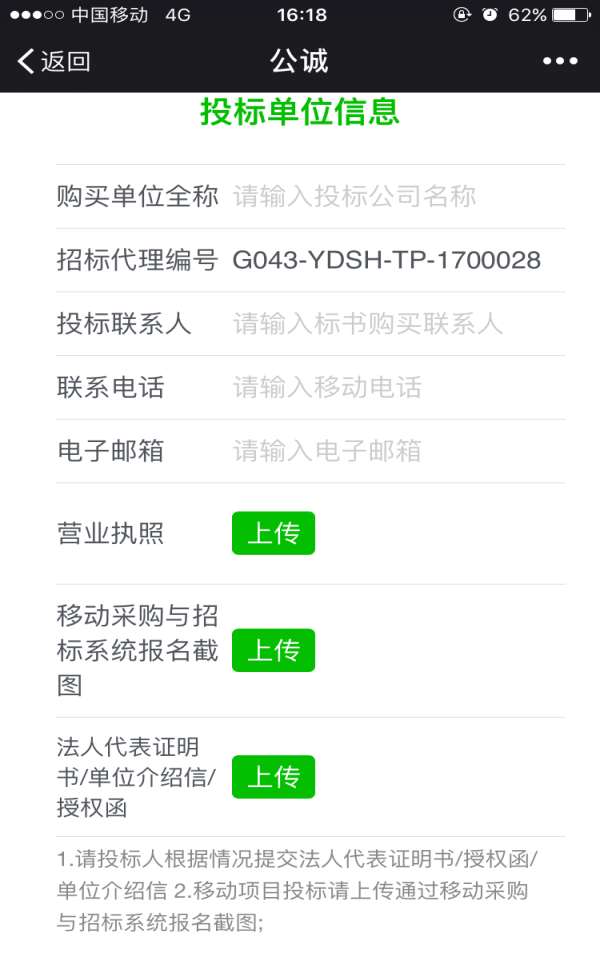 中国移动 4G 16:18 62%
返回 公诚
投标单位信息
购买单位全称 请输入投标公司名称
招标代理编号 G043-YDSH-TP-1700028
投标联系人 请输入标书购买联系人
联系电话 请输入移动电话
电子邮箱 请输入电子邮箱
营业执照 上传
移动采购与招
标系统报名截 上传
图
法人代表证明
书/单位介绍信/ 上传
授权函
1.请投标人根据情况提交法人代表证明书/授权函/
单位介绍信 2.移动项目投标请上传通过移动采购
与招标系统报名截图;